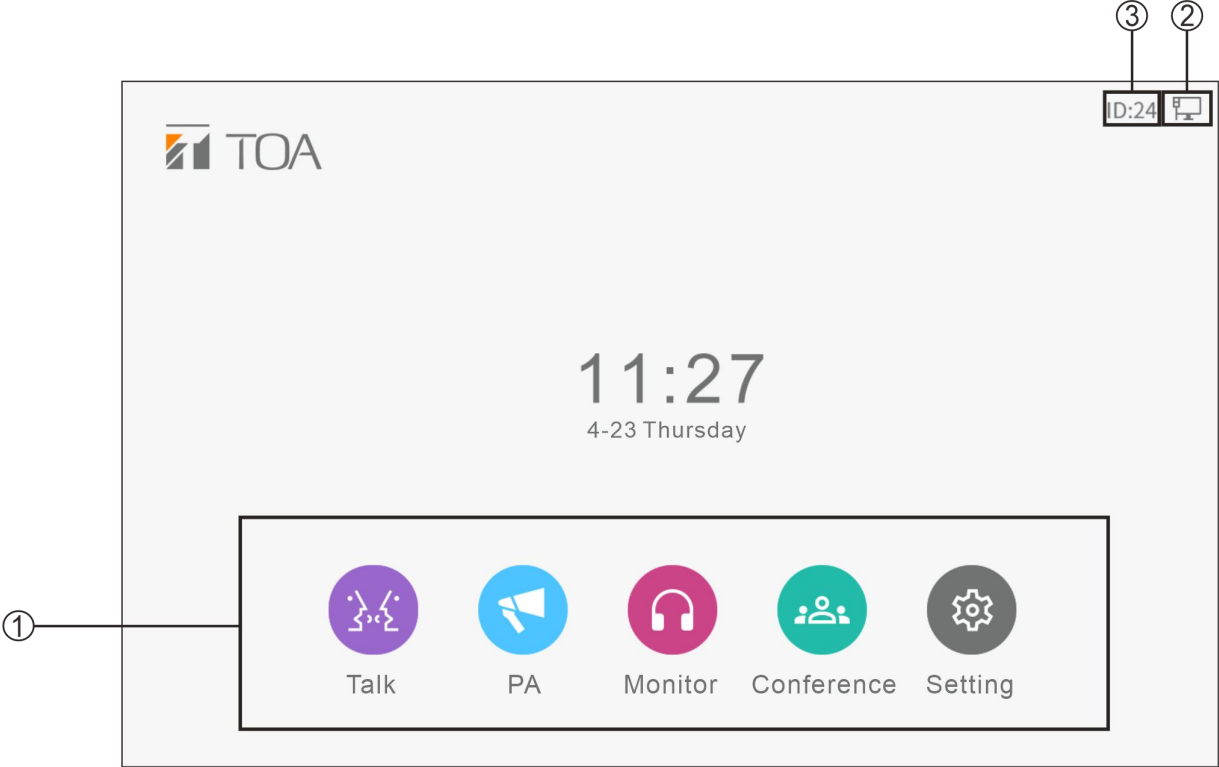 ③ ②
ID:24
TOA
11:27
4-23 Thursday
①
Talk PA Monitor Conference Setting